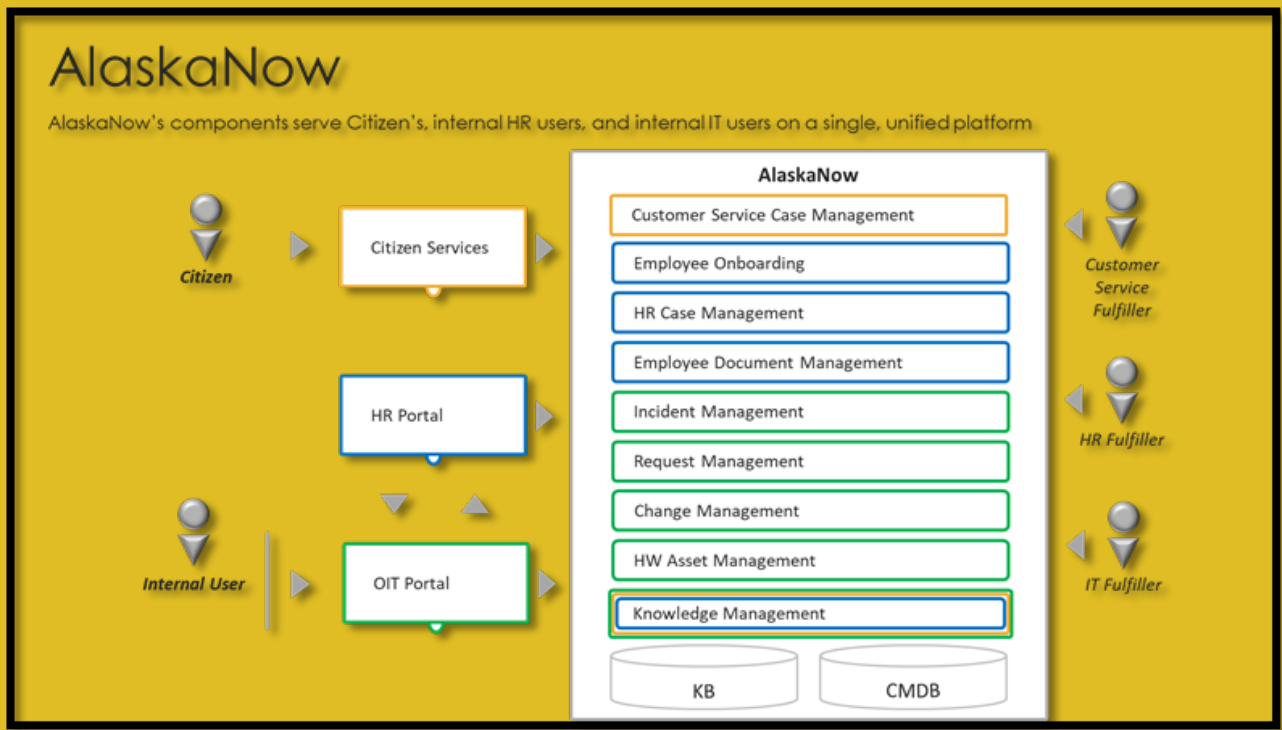 AlaskaNow
AlaskaNow's components serve Citizen's, internal HR users, and internal IT users on a single, unified platform
Citizen
Citizen Services
HR Portal
Internal User
OIT Portal
AlaskaNow
Customer Service Case Management
Employee Onboarding
HR Case Management
Employee Document Management
Incident Management
Request Management
Change Management
HW Asset Management
Knowledge Management
KB
CMDB
Customer
Service
Fulfiller
HR Fulfiller
IT Fulfiller